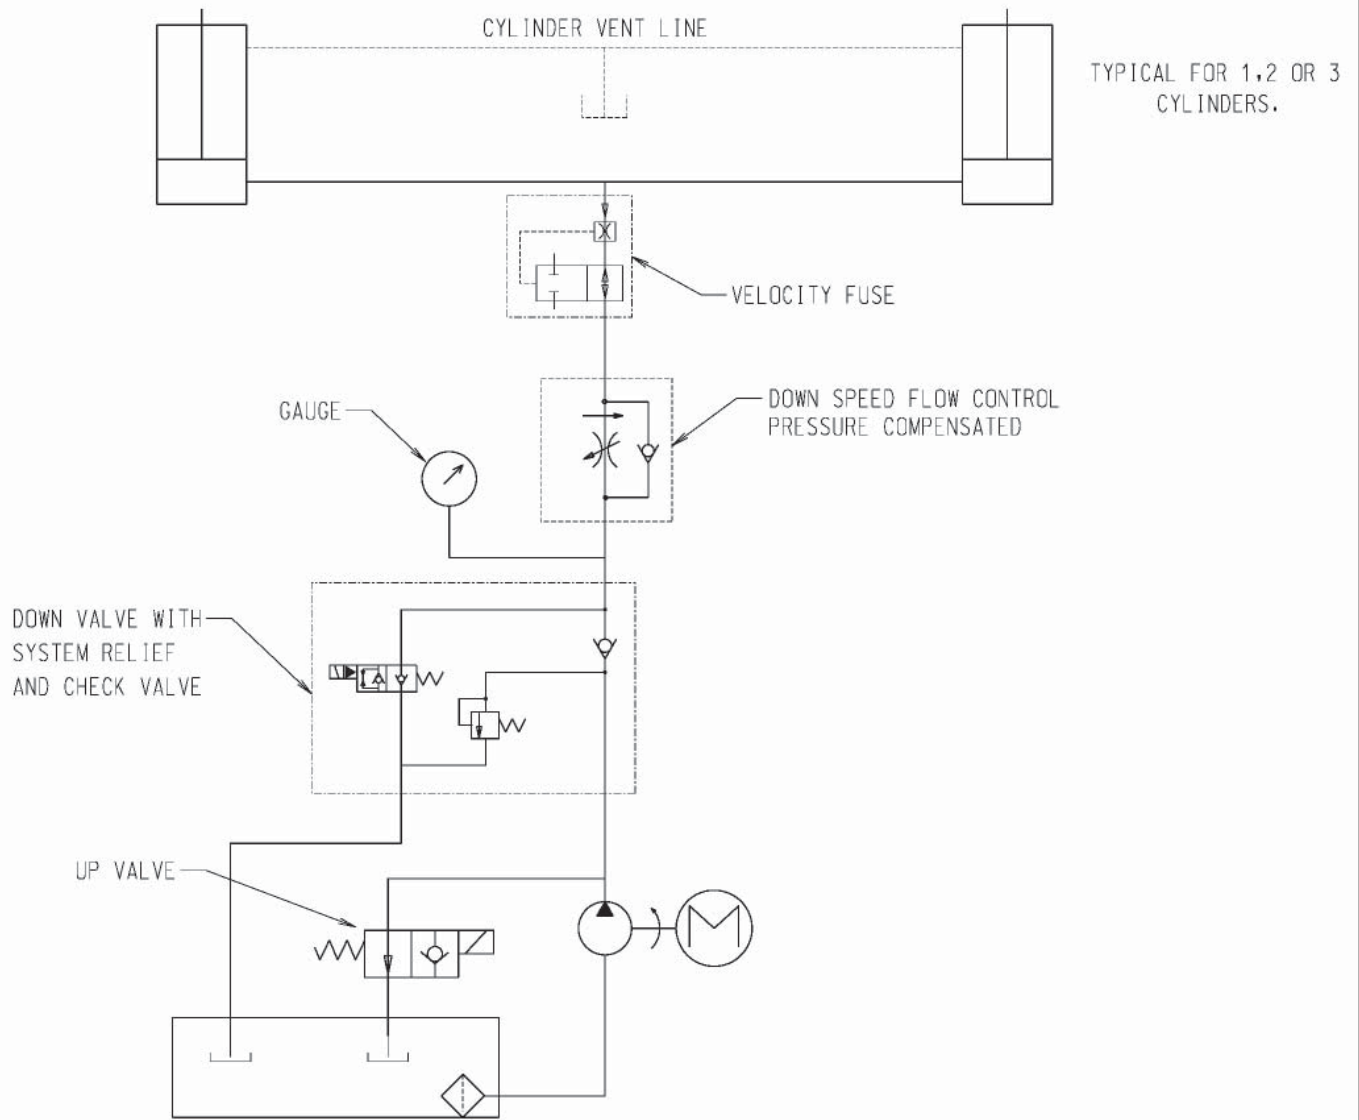 CYLINDER VENT LINE
TYPICAL FOR 1,2 OR 3
CYLINDERS.
VELOCITY FUSE
GAUGE
DOWN SPEED FLOW CONTROL
PRESSURE COMPENSATED
DOWN VALVE WITH
SYSTEM RELIEF
AND CHECK VALVE
UP VALVE
M